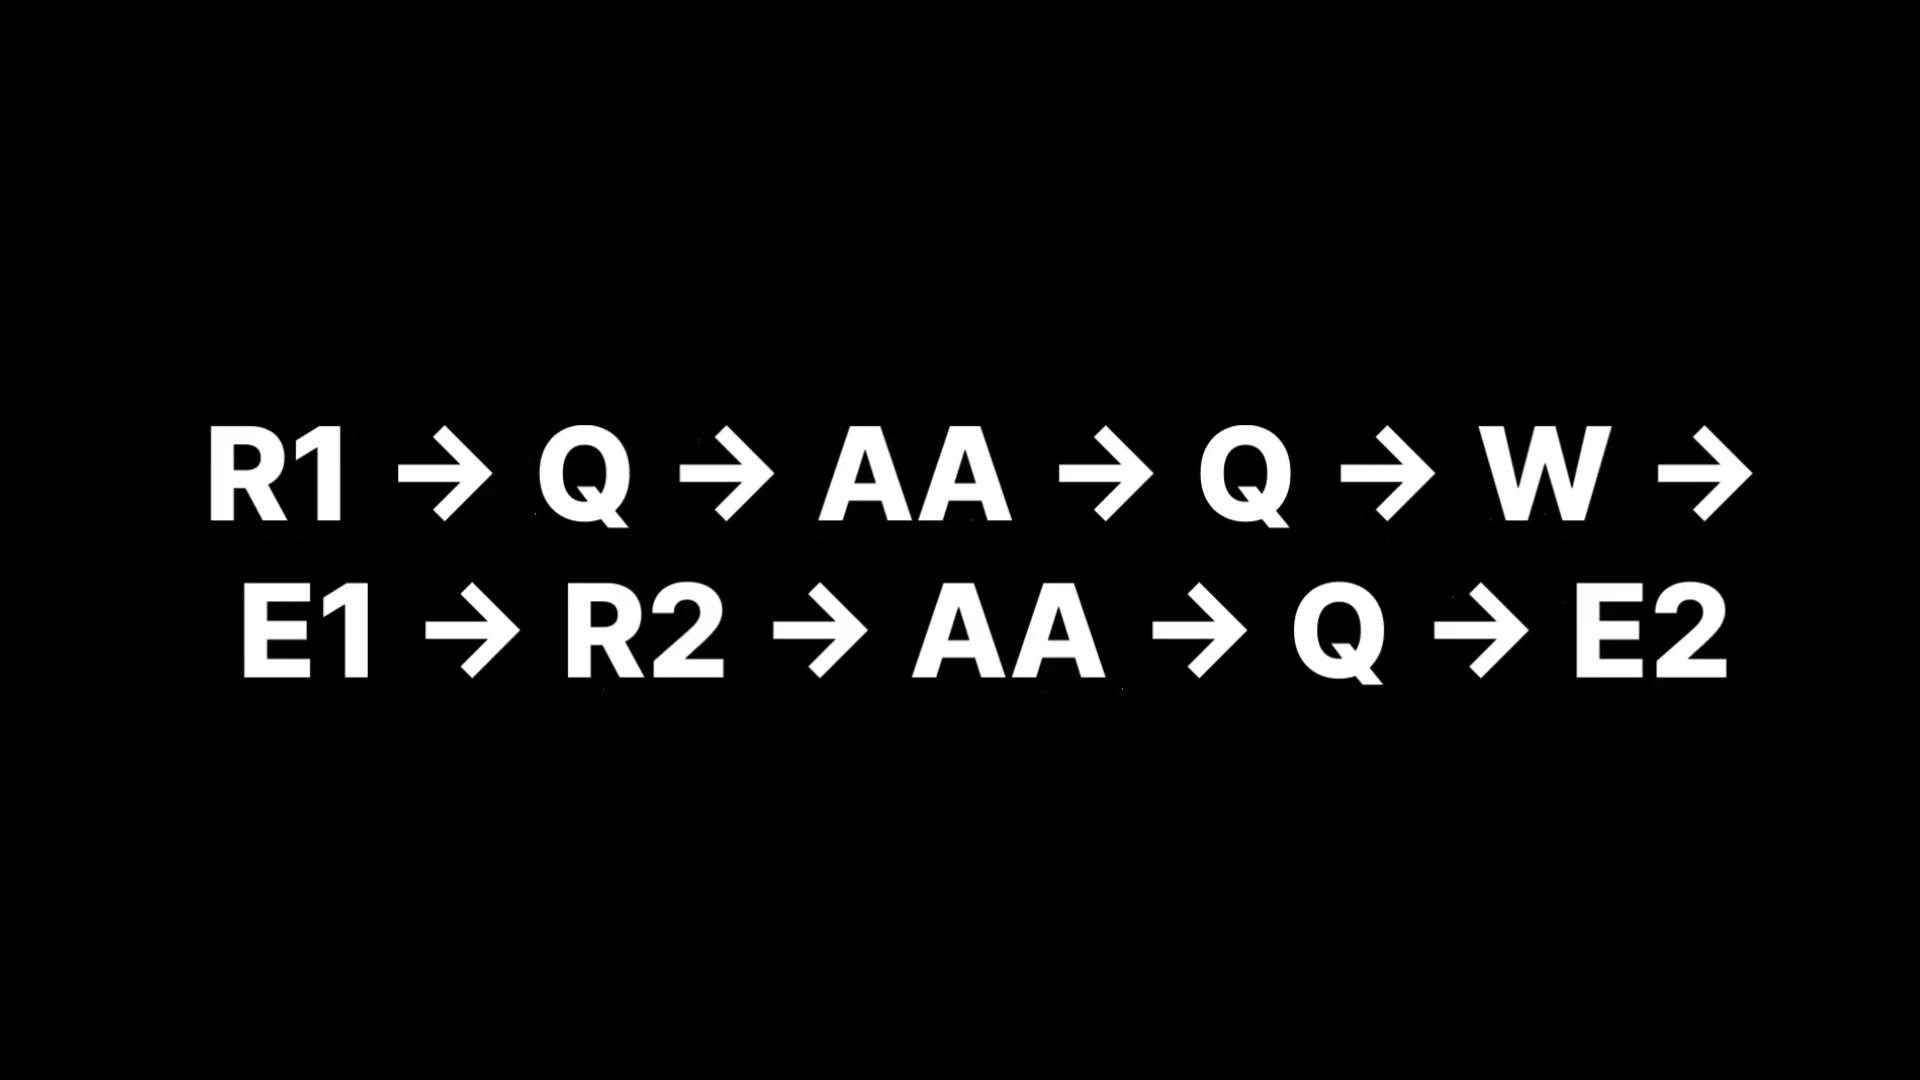 R1 → Q → AA → Q → W →
E1 → R2 → AA → Q → E2